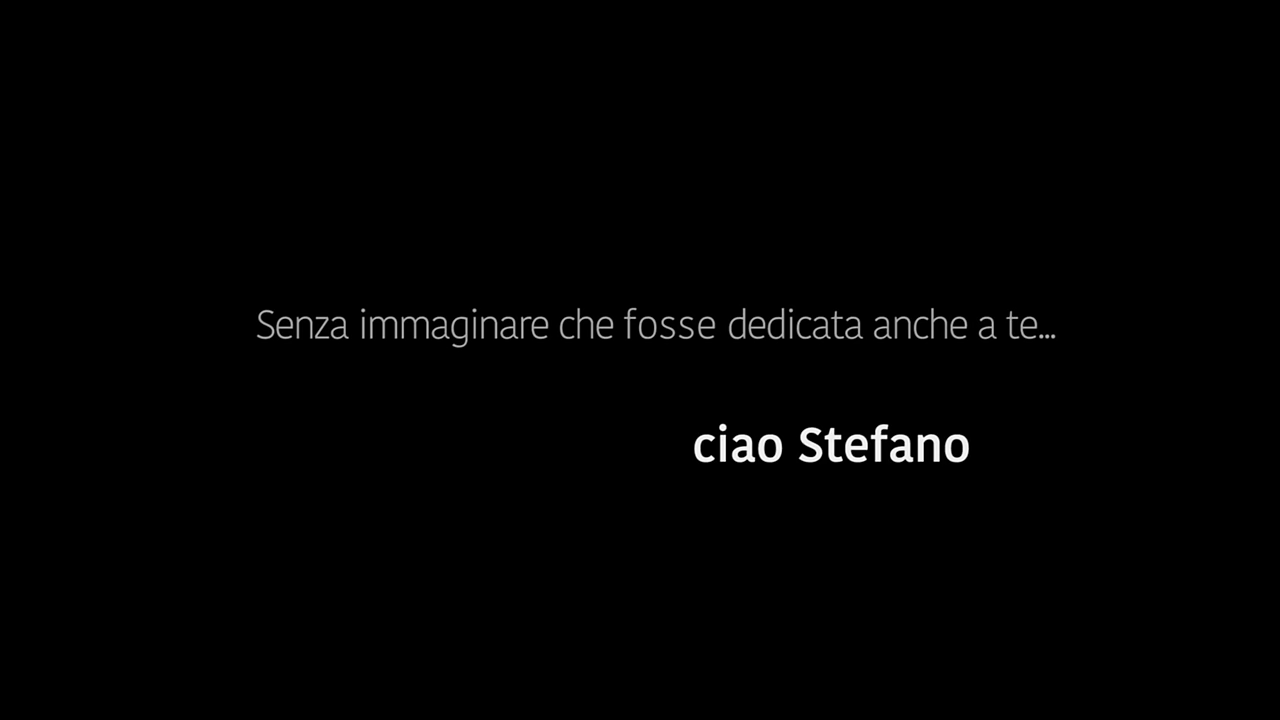 Senza immaginare che fosse dedicata anche a te...
ciao Stefano